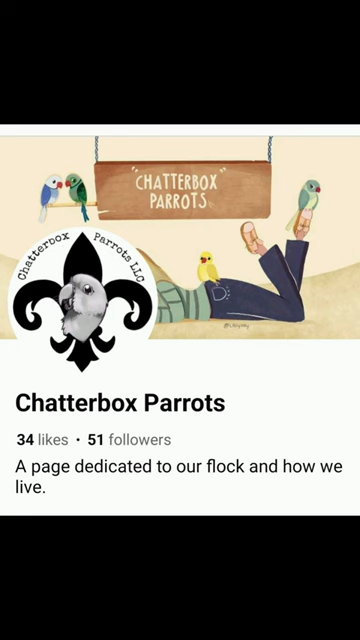 "CHATTERBOX"
PARROTS
Chatterbox Parrots LLC
Chatterbox Parrots
34 likes • 51 followers
A page dedicated to our flock and how we
live.